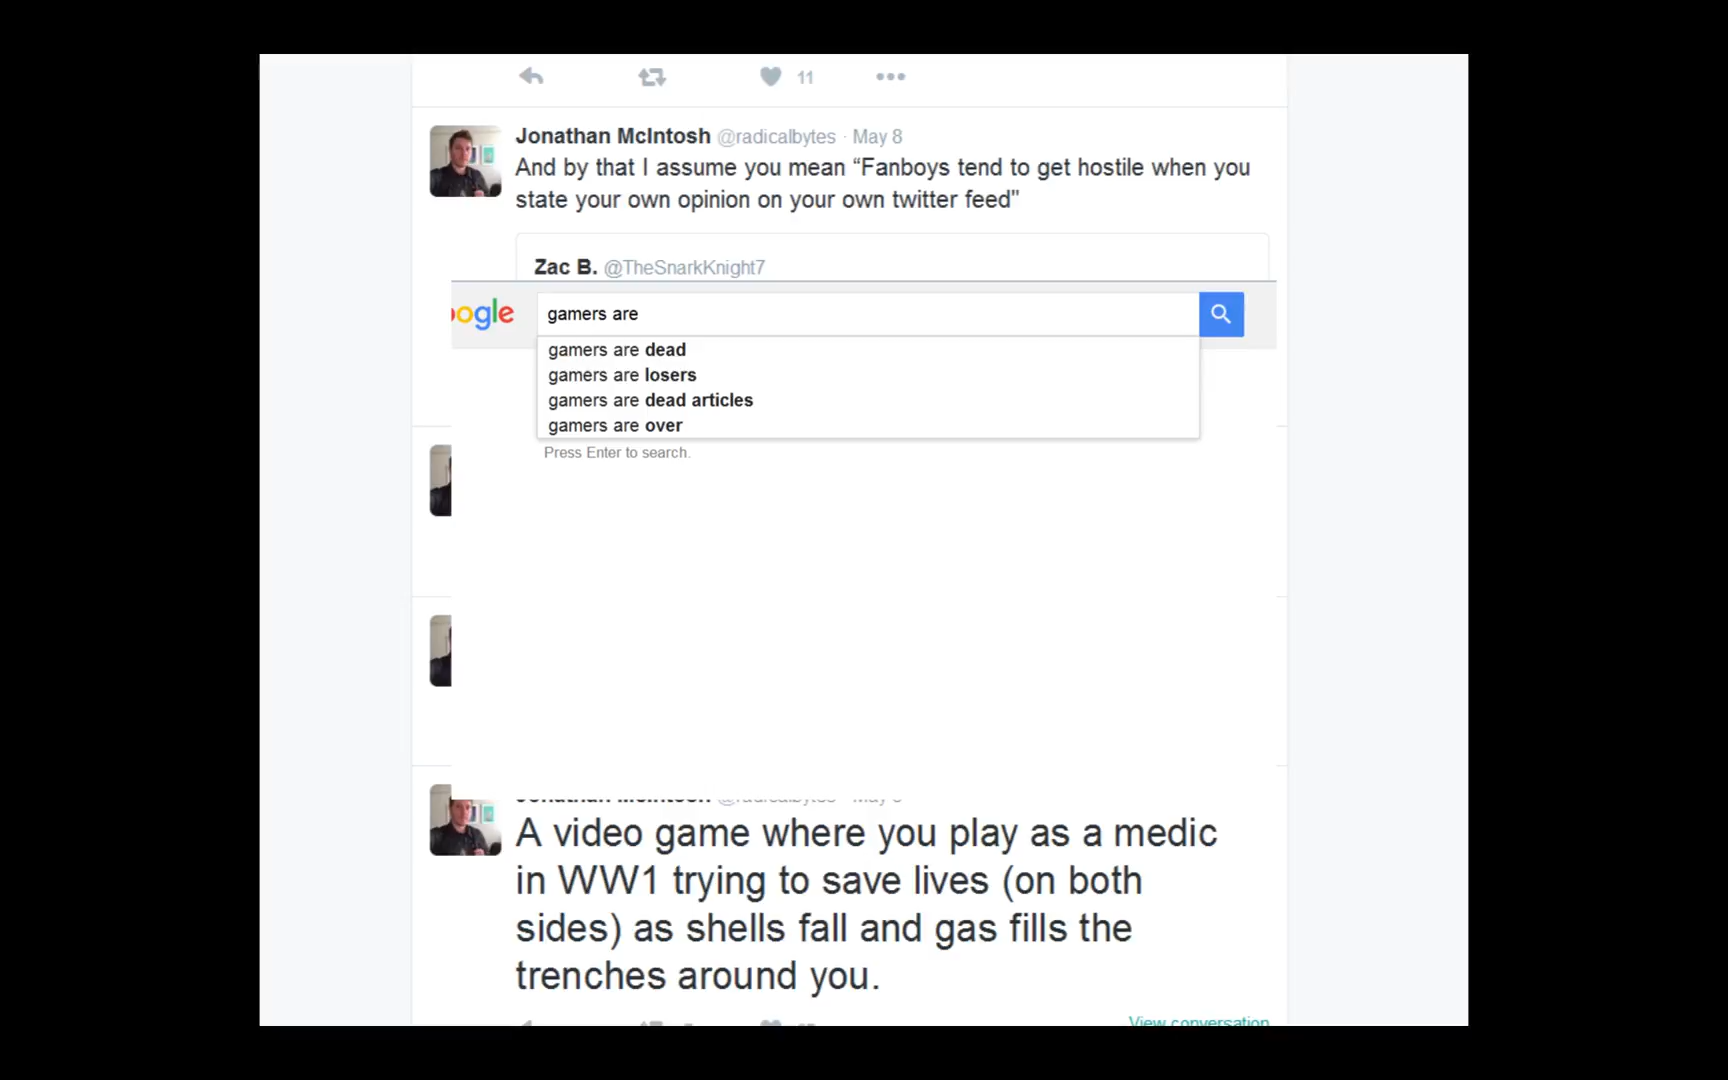 11
Jonathan McIntosh @radicalbytes · May 8
And by that I assume you mean “Fanboys tend to get hostile when you
state your own opinion on your own twitter feed"
Zac B. @TheSnarkKnight7
ogle
gamers are
gamers are dead
gamers are losers
gamers are dead articles
gamers are over
Press Enter to search.
Jonathan McIntosh @radicalbytes · May 8
A video game where you play as a medic
in WW1 trying to save lives (on both
sides) as shells fall and gas fills the
trenches around you.
View conversation